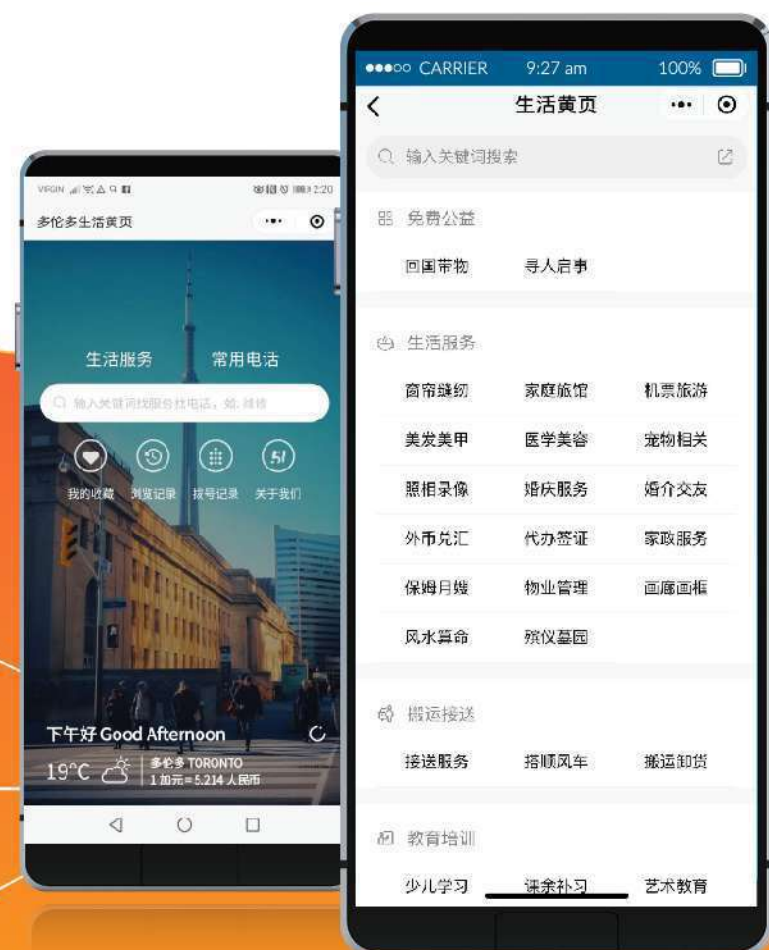 VIRGIN
2:20
多伦多生活黄页
生活服务 常用电话
输入关键词找服务找电话，如, 维修
我的收藏 浏览记录 拨号记录 关于我们
51
下午好 Good Afternoon
19°C
多伦多 TORONTO
1 加元=5.214 人民币
CARRIER 9:27 am 100%
生活黄页
输入关键词搜索
免费公益
回国带物 寻人启事
生活服务
窗帘缝纫 家庭旅馆 机票旅游
美发美甲 医学美容 宠物相关
照相录像 婚庆服务 婚介交友
外币兑汇 代办签证 家政服务
保姆月嫂 物业管理 画廊画框
风水算命 殡仪墓园
搬运接送
接送服务 搭顺风车 搬运卸货
教育培训
少儿学习 课余补习 艺术教育